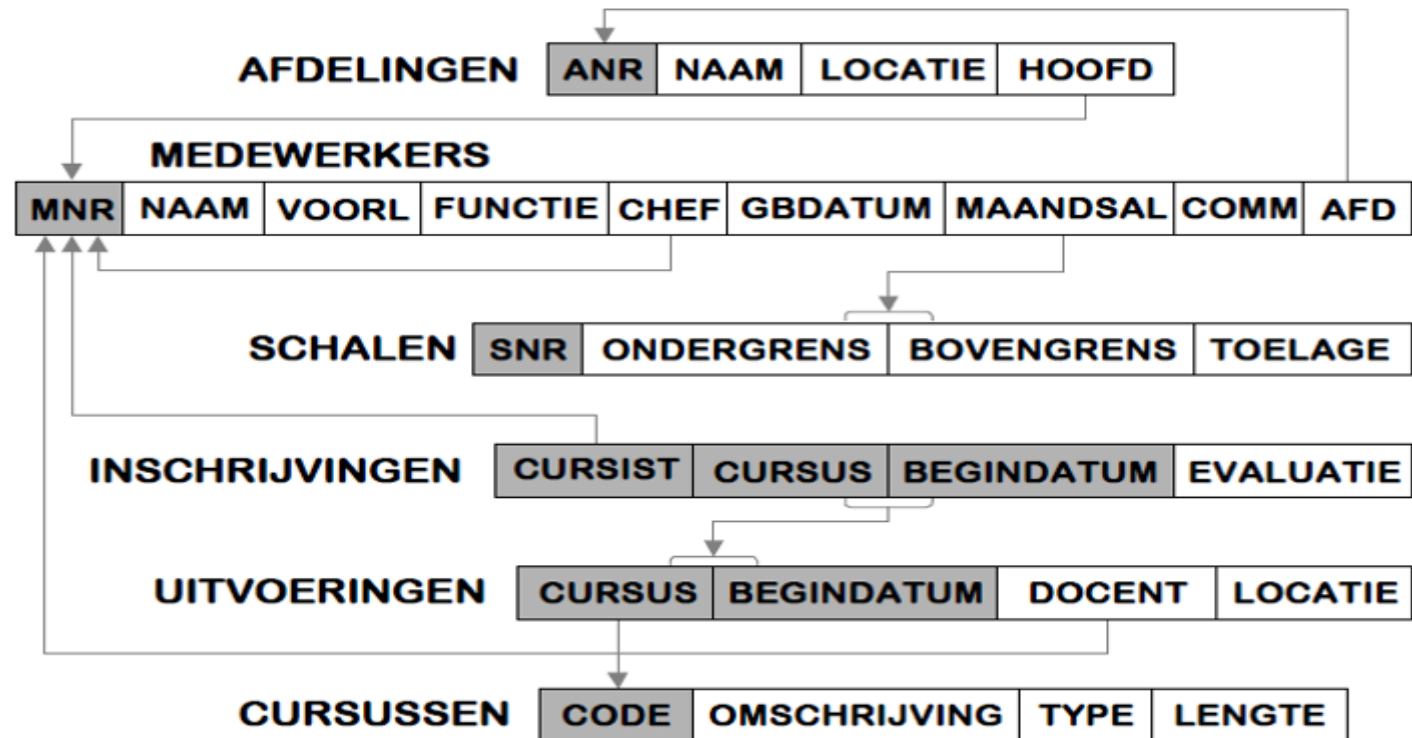 AFDELINGEN ANR NAAM LOCATIE HOOFD
MEDEWERKERS
MNR NAAM VOORL FUNCTIE CHEF GBDATUM MAANDSAL COMM AFD
SCHALEN SNR ONDERGRENS BOVENGRENS TOELAGE
INSCHRIJVINGEN CURSIST CURSUS BEGINDATUM EVALUATIE
UITVOERINGEN CURSUS BEGINDATUM DOCENT LOCATIE
CURSUSSEN CODE OMSCHRIJVING TYPE LENGTE